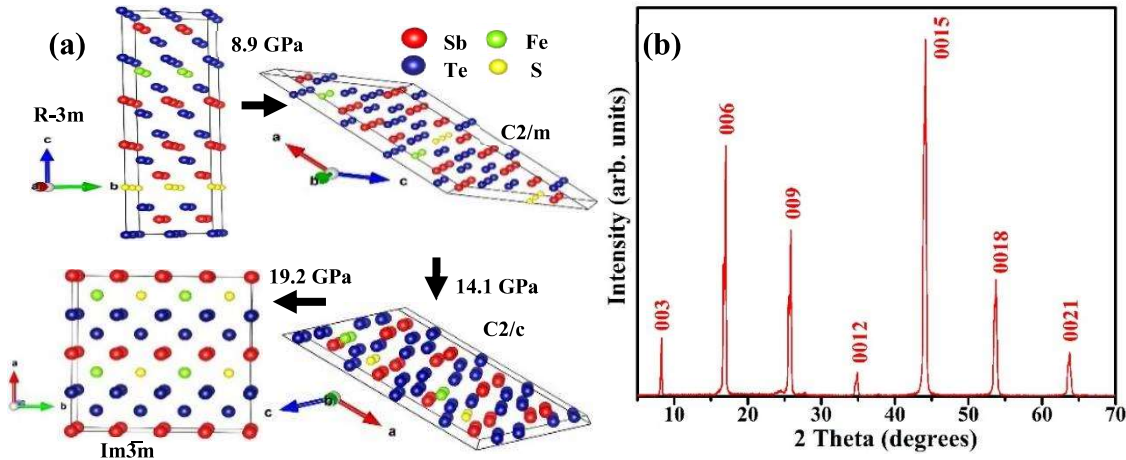 (a)
8.9 GPa
Sb
Fe
Te
S
R-3m
C2/m
c
a
b
a
b
c
19.2 GPa
14.1 GPa
C2/c
a
b
c
b
a
Im3̅m
(b)
Intensity (arb. units)
003
006
009
0012
0015
0018
0021
10 20 30 40 50 60 70
2 Theta (degrees)